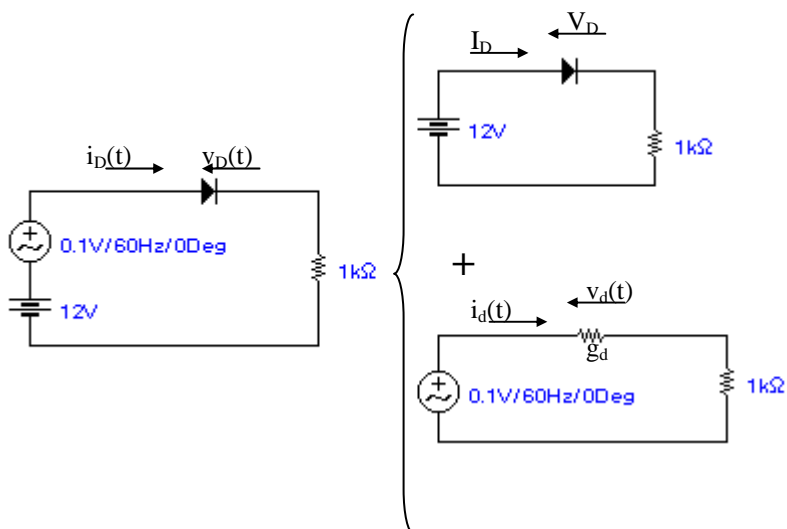 i_D(t) v_D(t)
0.1V/60Hz/0Deg
1kΩ
12V
I_D V_D
12V
1kΩ
+
i_d(t) v_d(t)
g_d
0.1V/60Hz/0Deg
1kΩ